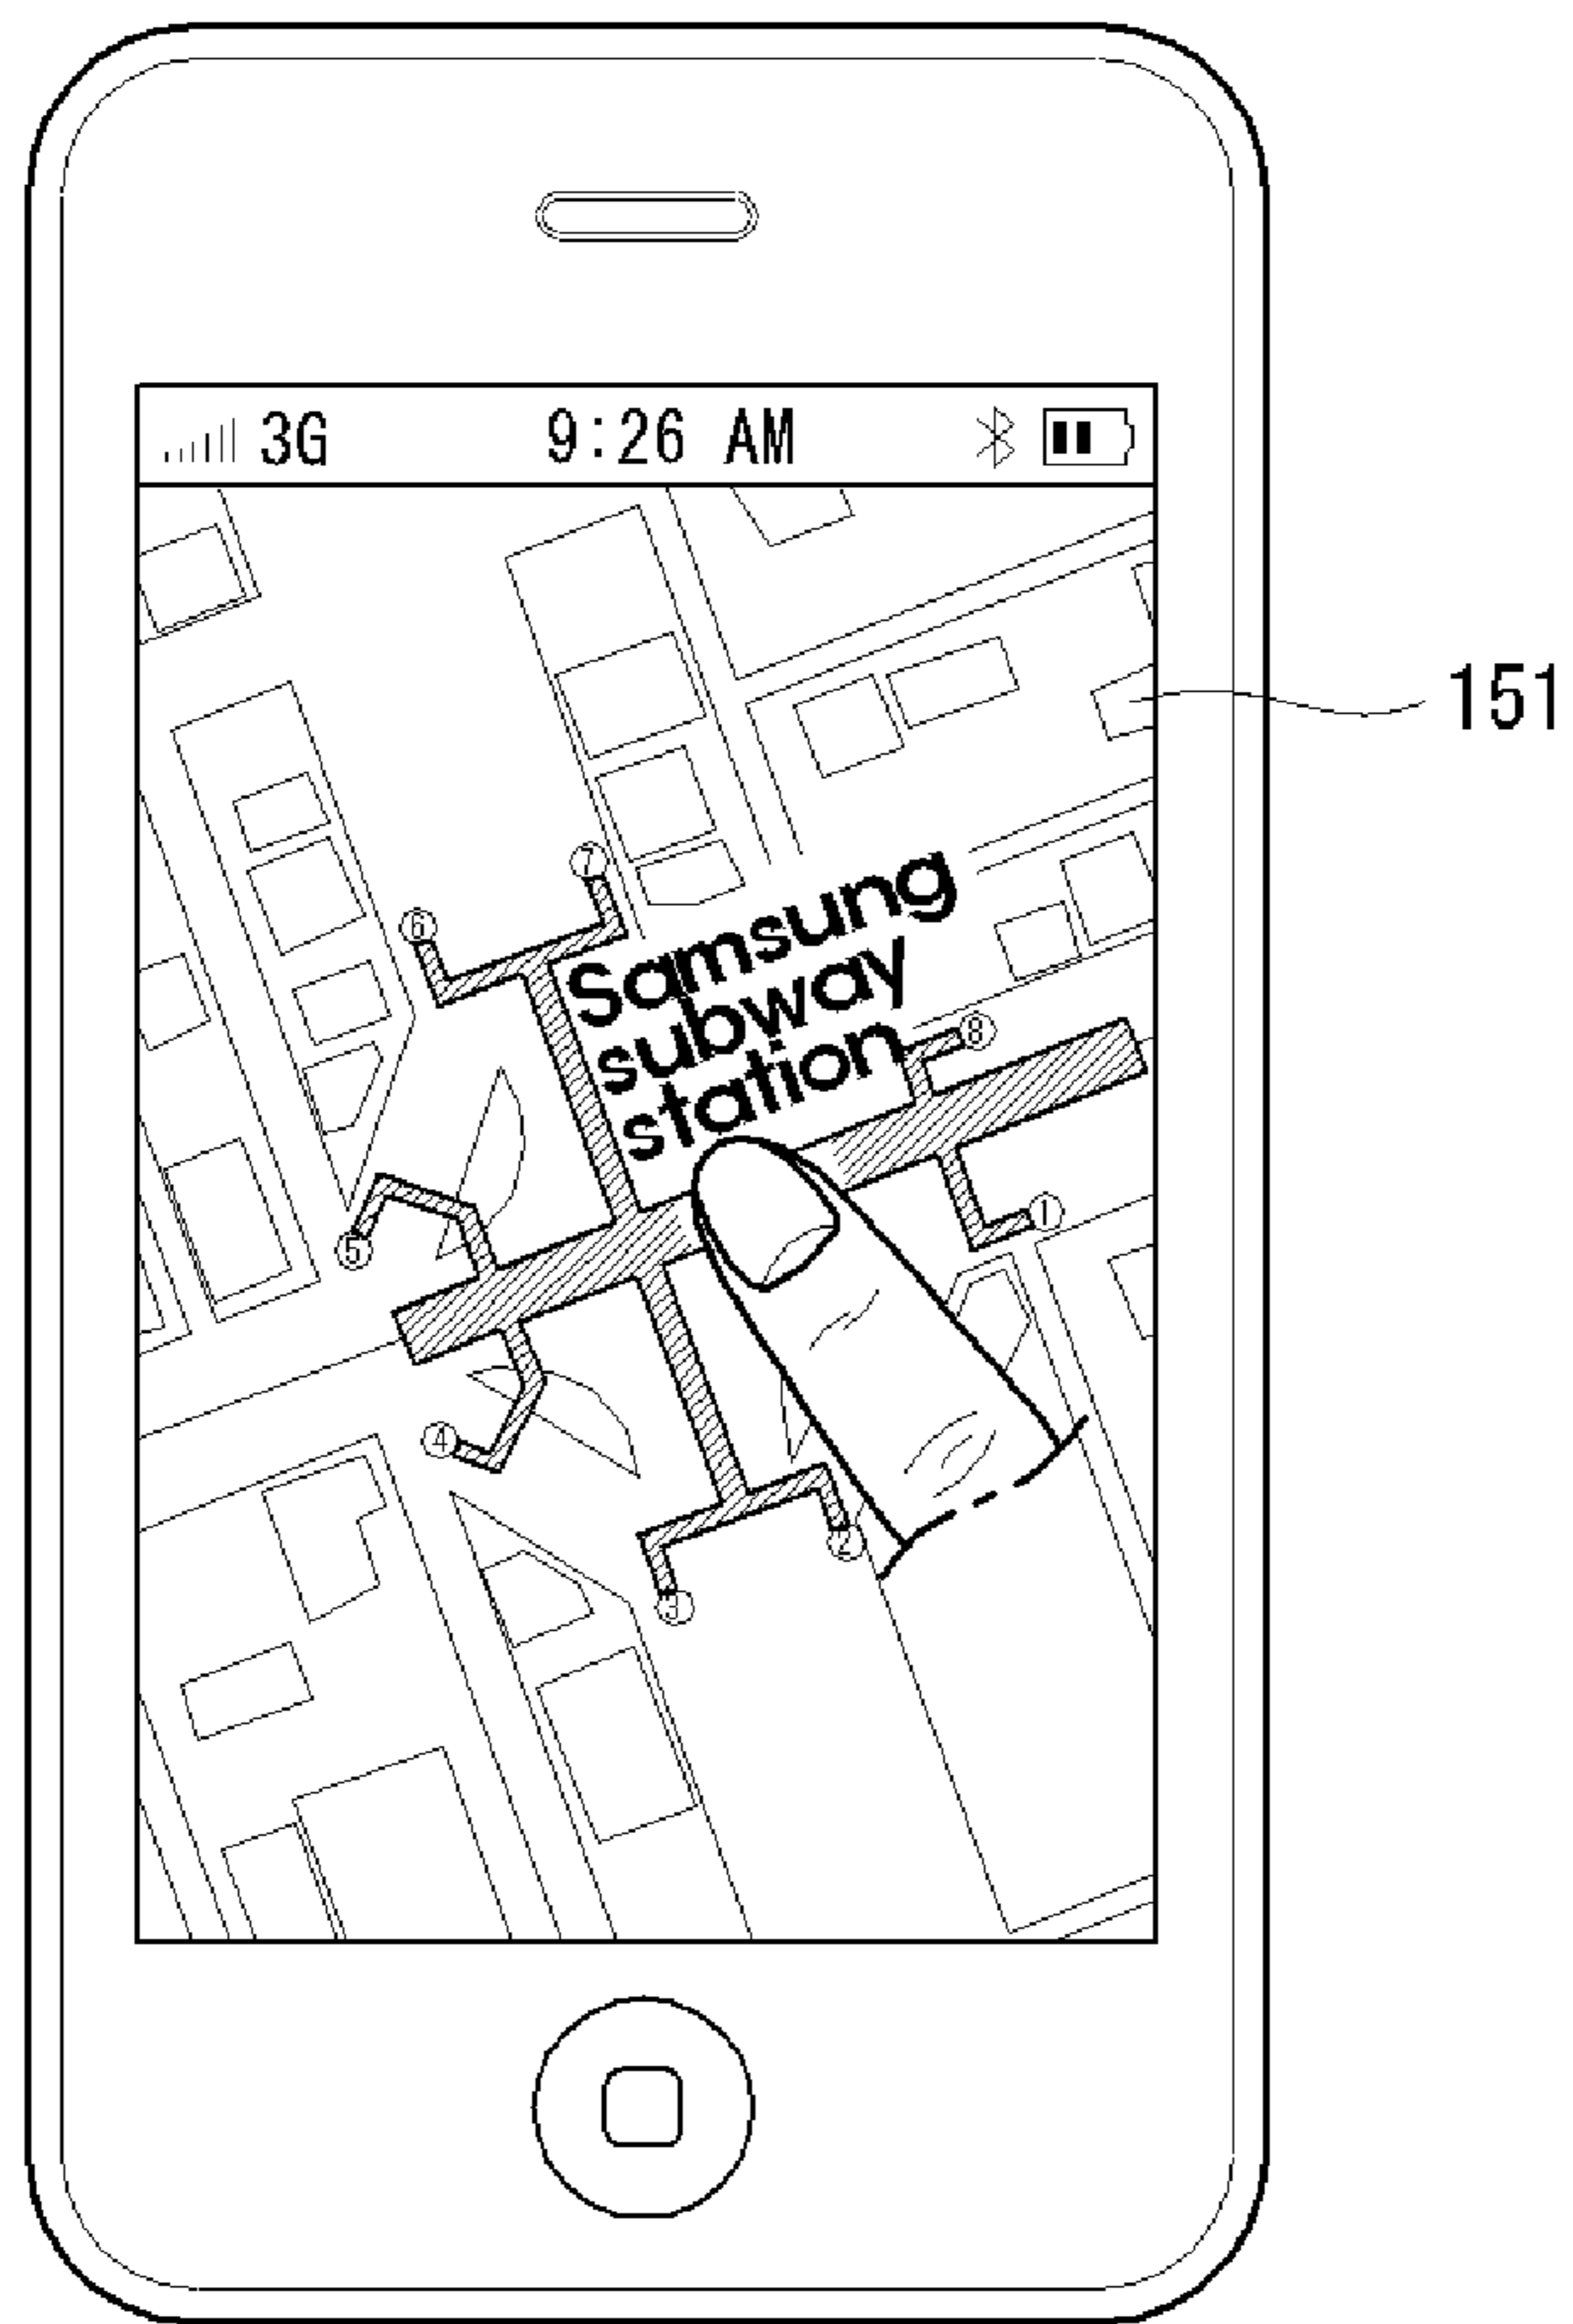 3G 9:26 AM
151
⑦
⑥
Samsung
subway
station
⑧
①
⑤
④
②
③